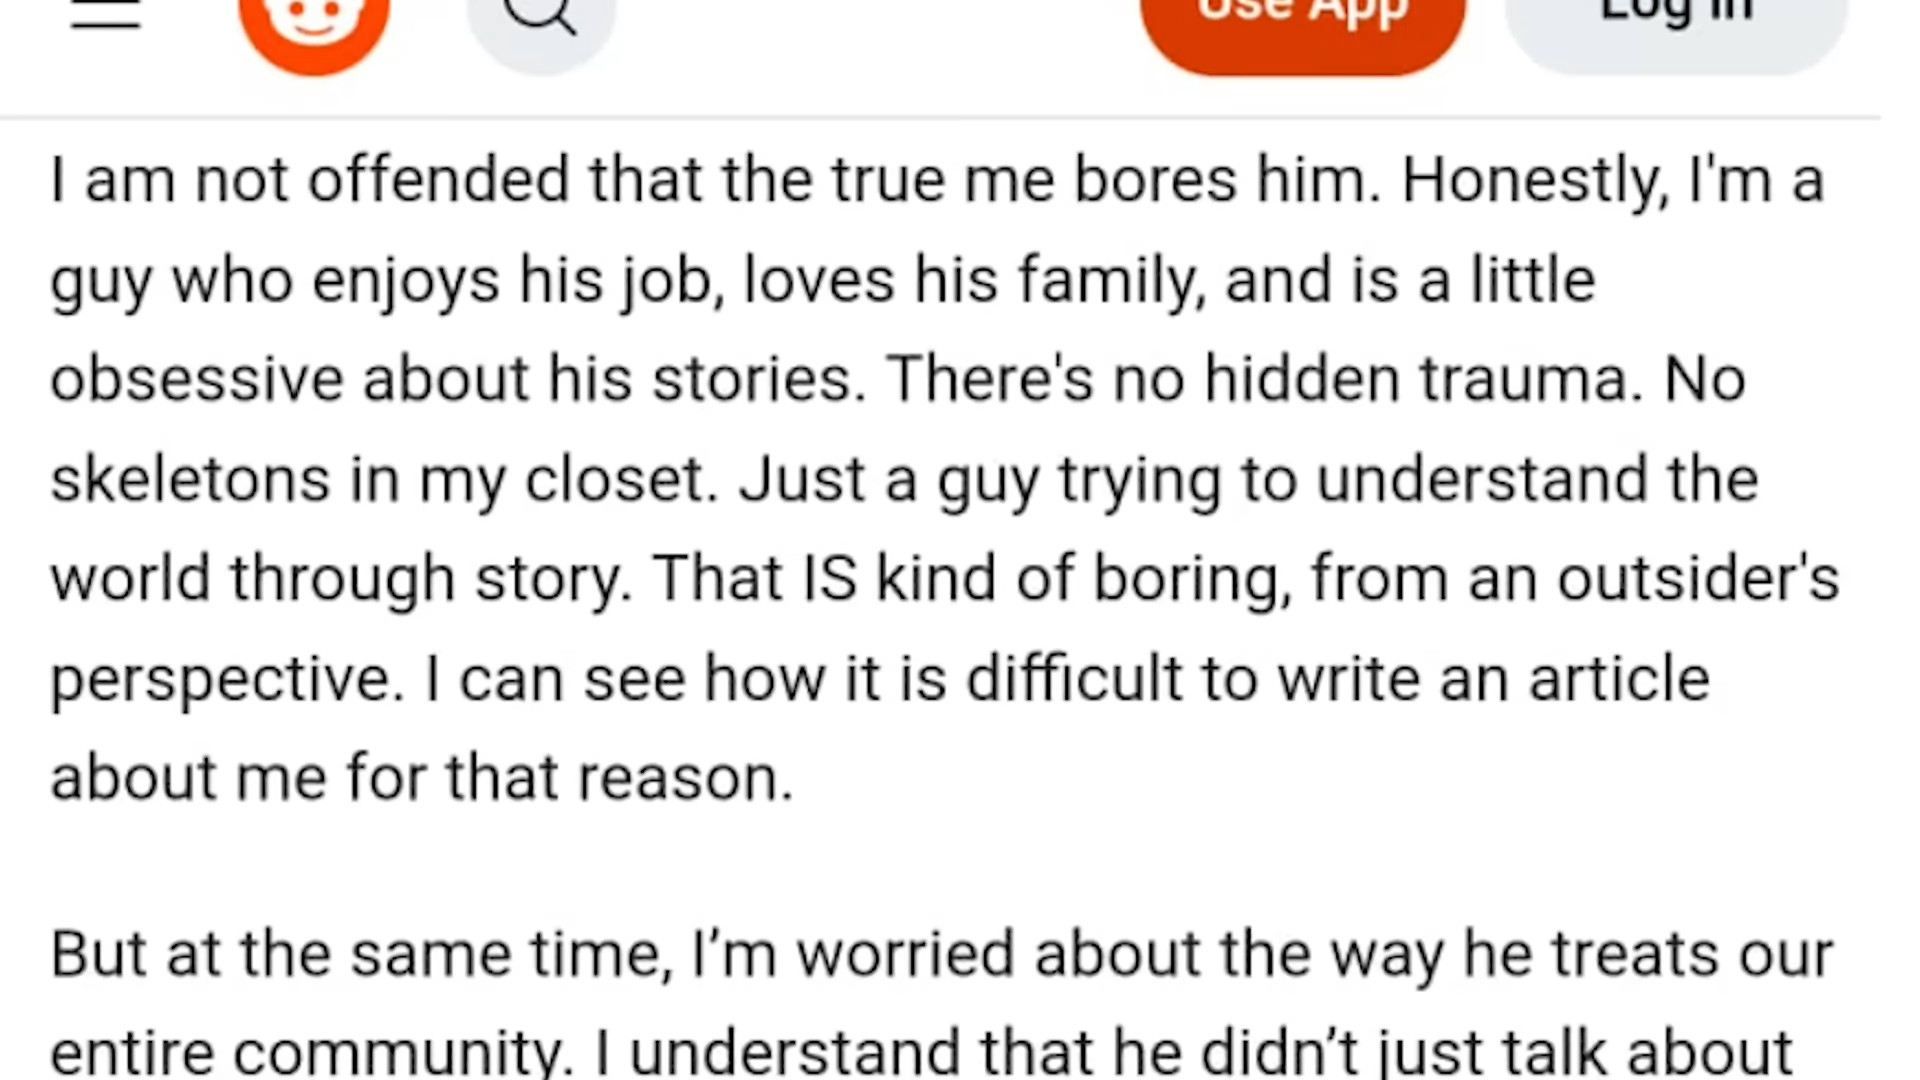 Use App Log In
I am not offended that the true me bores him. Honestly, I'm a
guy who enjoys his job, loves his family, and is a little
obsessive about his stories. There's no hidden trauma. No
skeletons in my closet. Just a guy trying to understand the
world through story. That IS kind of boring, from an outsider's
perspective. I can see how it is difficult to write an article
about me for that reason.
But at the same time, I’m worried about the way he treats our
entire community. I understand that he didn’t just talk about